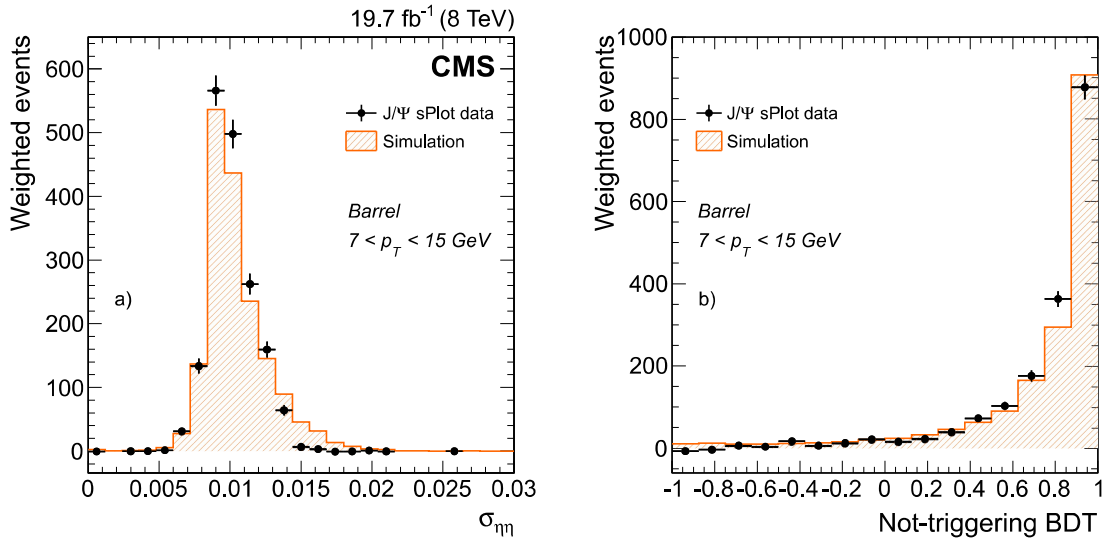 19.7 fb⁻¹ (8 TeV)
Weighted events
600
500
400
300
200
100
0
CMS
J/Ψ sPlot data
Simulation
Barrel
7 < p_T < 15 GeV
a)
0 0.005 0.01 0.015 0.02 0.025 0.03
σ_ηη
Weighted events
1000
800
600
400
200
0
J/Ψ sPlot data
Simulation
Barrel
7 < p_T < 15 GeV
b)
-1 -0.8 -0.6 -0.4 -0.2 0 0.2 0.4 0.6 0.8 1
Not-triggering BDT